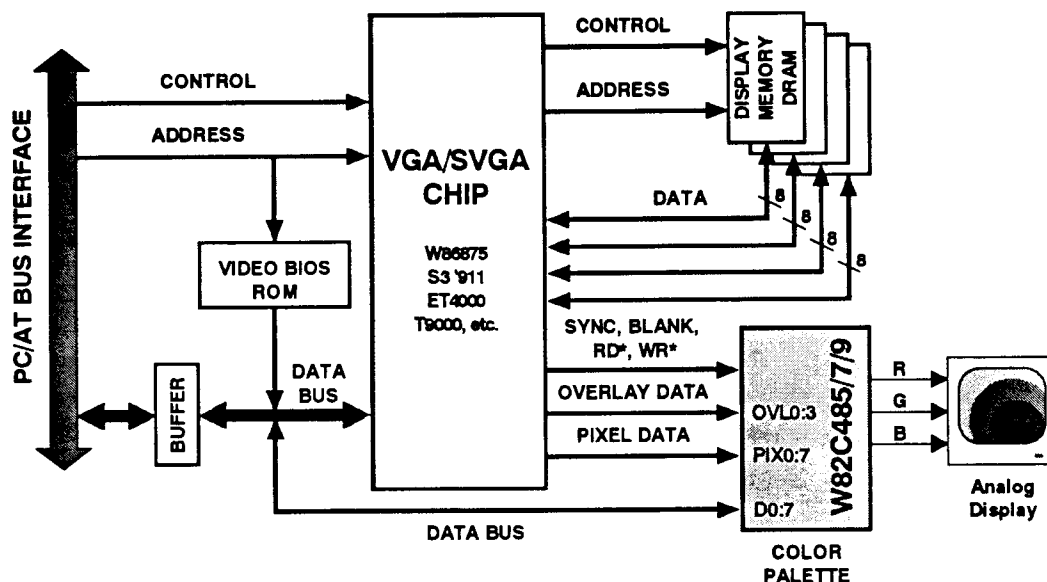 PC/AT BUS INTERFACE
CONTROL
ADDRESS
VIDEO BIOS
ROM
BUFFER
DATA
BUS
VGA/SVGA
CHIP
W86875
S3 '911
ET4000
T9000, etc.
CONTROL
ADDRESS
DISPLAY
MEMORY
DRAM
DATA
8
8
8
8
SYNC, BLANK,
RD*, WR*
OVERLAY DATA
PIXEL DATA
DATA BUS
OVL0:3
PIX0:7
D0:7
W82C485/7/9
COLOR
PALETTE
R
G
B
Analog
Display